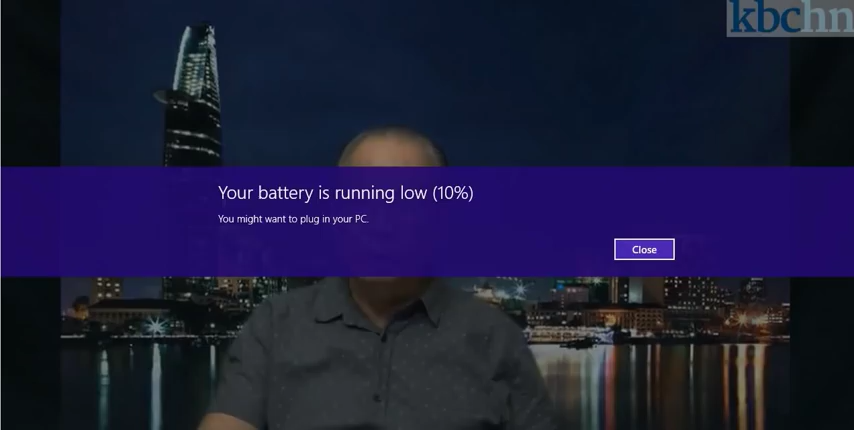 kbchn
Your battery is running low (10%)
You might want to plug in your PC.
Close